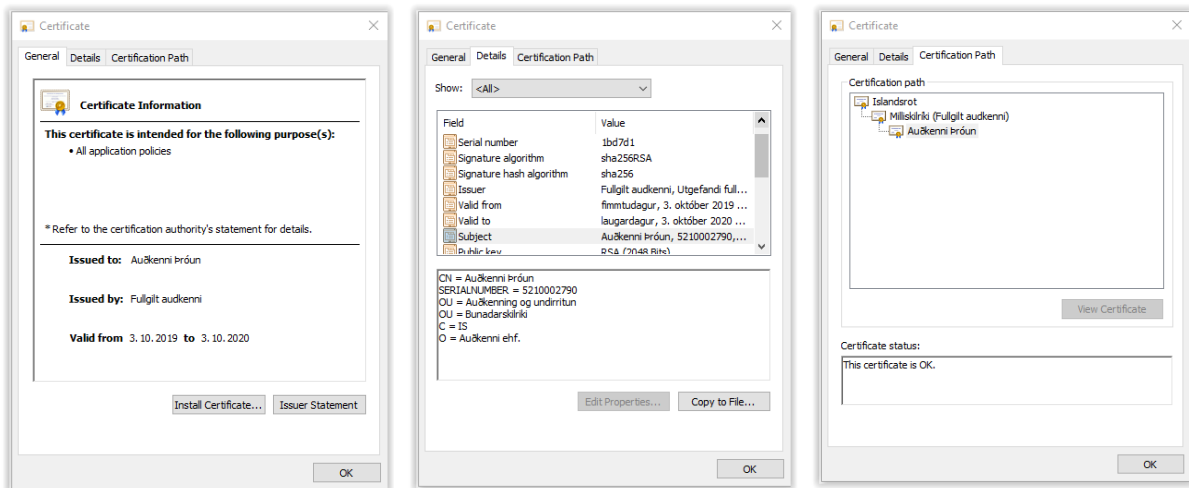 Certificate
General Details Certification Path
Certificate Information
This certificate is intended for the following purpose(s):
• All application policies
* Refer to the certification authority's statement for details.
Issued to: Auðkenni Þróun
Issued by: Fullgilt audkenni
Valid from 3. 10. 2019 to 3. 10. 2020
Install Certificate... Issuer Statement
OK
Certificate
General Details Certification Path
Show: <All>
Field Value
Serial number 1bd7d1
Signature algorithm sha256RSA
Signature hash algorithm sha256
Issuer Fullgilt audkenni, Utgefandi full...
Valid from fimmtudagur, 3. október 2019 ...
Valid to laugardagur, 3. október 2020 ...
Subject Auðkenni Þróun, 5210002790,...
Public key RSA (2048 Bits)
CN = Auðkenni Þróun
SERIALNUMBER = 5210002790
OU = Auðkenning og undirritun
OU = Bunadarskilriki
C = IS
O = Auðkenni ehf.
Edit Properties... Copy to File...
OK
Certificate
General Details Certification Path
Certification path
Islandsrot
Milliskilríki (Fullgilt audkenni)
Auðkenni Þróun
View Certificate
Certificate status:
This certificate is OK.
OK